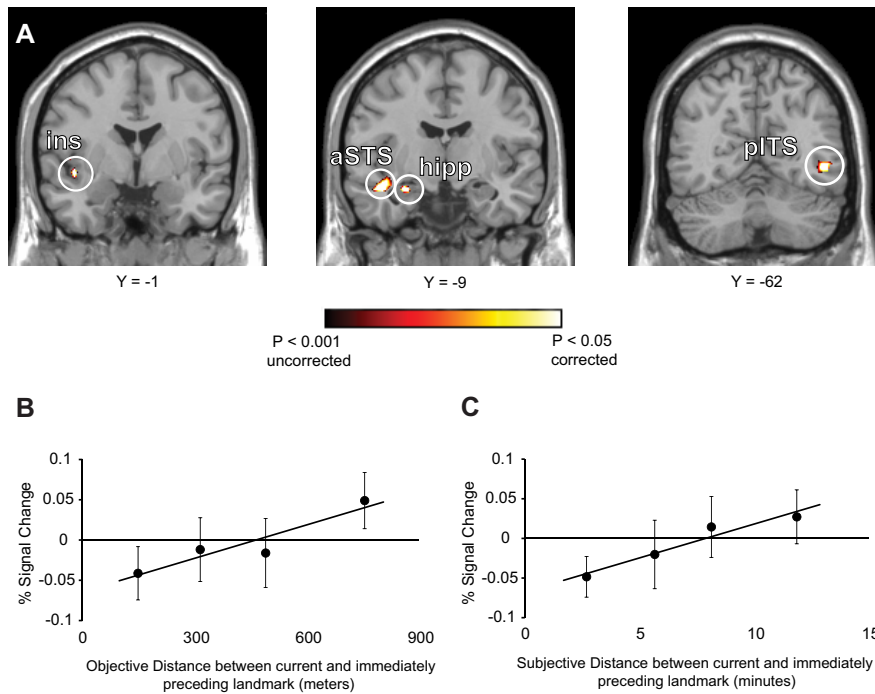 A
ins
aSTS
hipp
pITS
Y = -1
Y = -9
Y = -62
P < 0.001
uncorrected
P < 0.05
corrected
B
% Signal Change
0.1
0.05
0
-0.05
-0.1
0
300
600
900
Objective Distance between current and immediately
preceding landmark (meters)
C
% Signal Change
0.1
0.05
0
-0.05
-0.1
0
5
10
15
Subjective Distance between current and immediately
preceding landmark (minutes)